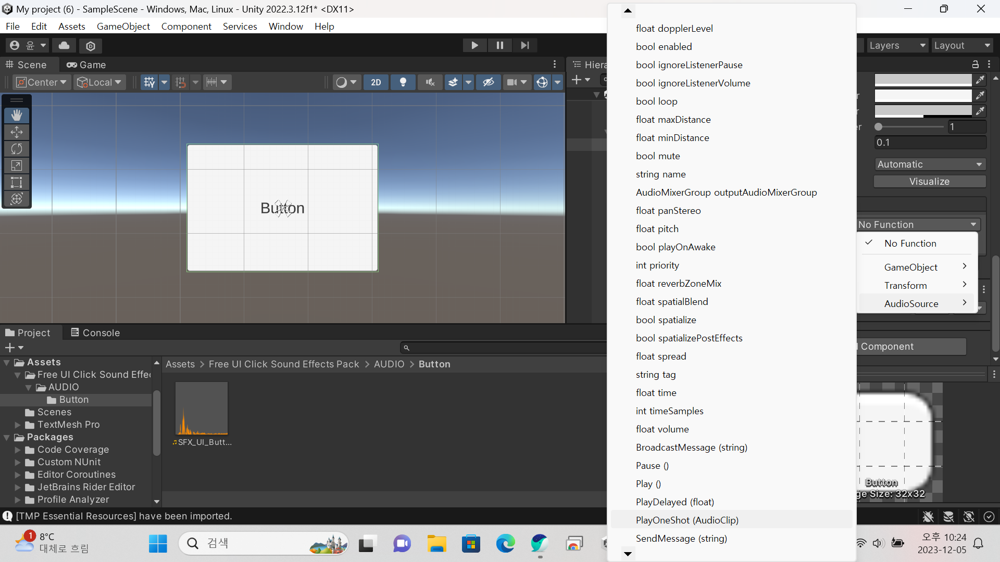 My project (6) - SampleScene - Windows, Mac, Linux - Unity 2022.3.12f1* <DX11>
File Edit Assets GameObject Component Services Window Help
윤
Layers Layout
Scene Game
Hiera
Center Local
2D
Button
1
0.1
Automatic
Visualize
No Function
No Function
GameObject
Transform
AudioSource
Component
float dopplerLevel
bool enabled
bool ignoreListenerPause
bool ignoreListenerVolume
bool loop
float maxDistance
float minDistance
bool mute
string name
AudioMixerGroup outputAudioMixerGroup
float panStereo
float pitch
bool playOnAwake
int priority
float reverbZoneMix
float spatialBlend
bool spatialize
bool spatializePostEffects
float spread
string tag
float time
int timeSamples
float volume
BroadcastMessage (string)
Pause ()
Play ()
PlayDelayed (float)
PlayOneShot (AudioClip)
SendMessage (string)
Project Console
Assets
Free UI Click Sound Effec
AUDIO
Button
Scenes
TextMesh Pro
Packages
Code Coverage
Custom NUnit
Editor Coroutines
JetBrains Rider Editor
Profile Analyzer
Assets > Free UI Click Sound Effects Pack > AUDIO > Button
SFX_UI_Butt...
Button
ge Size: 32x32
[TMP Essential Resources] have been imported.
1
8°C
대체로 흐림
검색
오후 10:24
2023-12-05